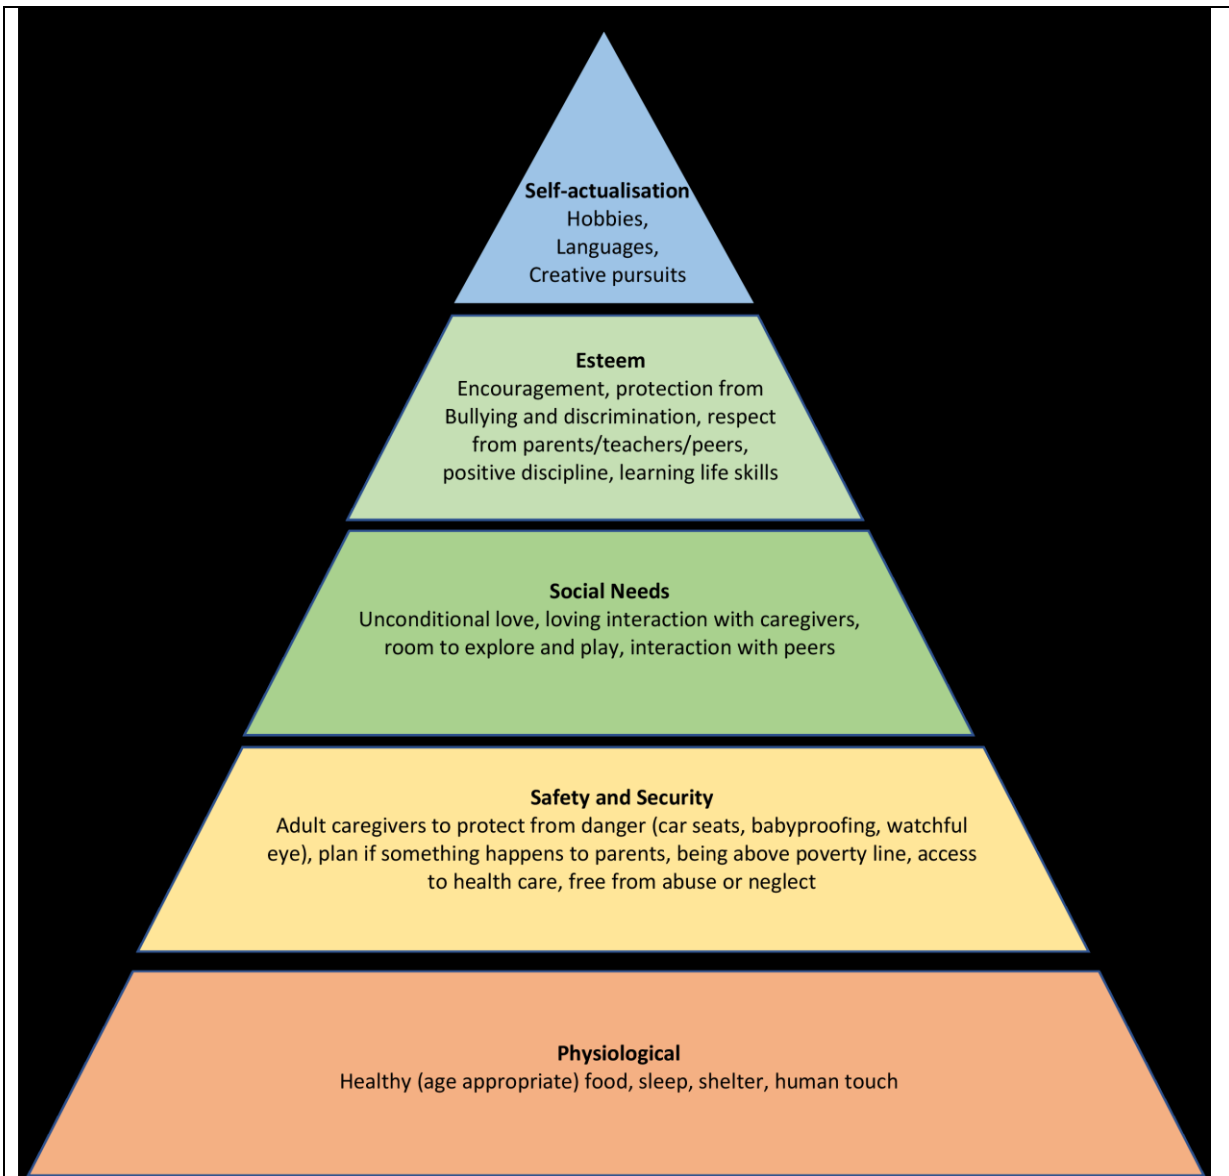 Self-actualisation
Hobbies,
Languages,
Creative pursuits
Esteem
Encouragement, protection from
Bullying and discrimination, respect
from parents/teachers/peers,
positive discipline, learning life skills
Social Needs
Unconditional love, loving interaction with caregivers,
room to explore and play, interaction with peers
Safety and Security
Adult caregivers to protect from danger (car seats, babyproofing, watchful
eye), plan if something happens to parents, being above poverty line, access
to health care, free from abuse or neglect
Physiological
Healthy (age appropriate) food, sleep, shelter, human touch